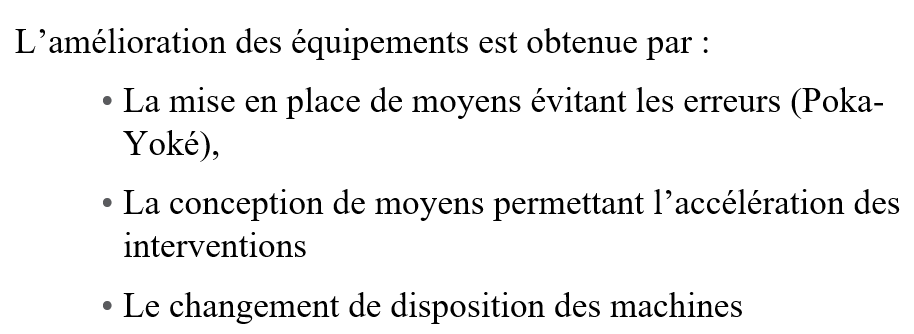 L’amélioration des équipements est obtenue par :
• La mise en place de moyens évitant les erreurs (Poka-
Yoké),
• La conception de moyens permettant l’accélération des
interventions
• Le changement de disposition des machines